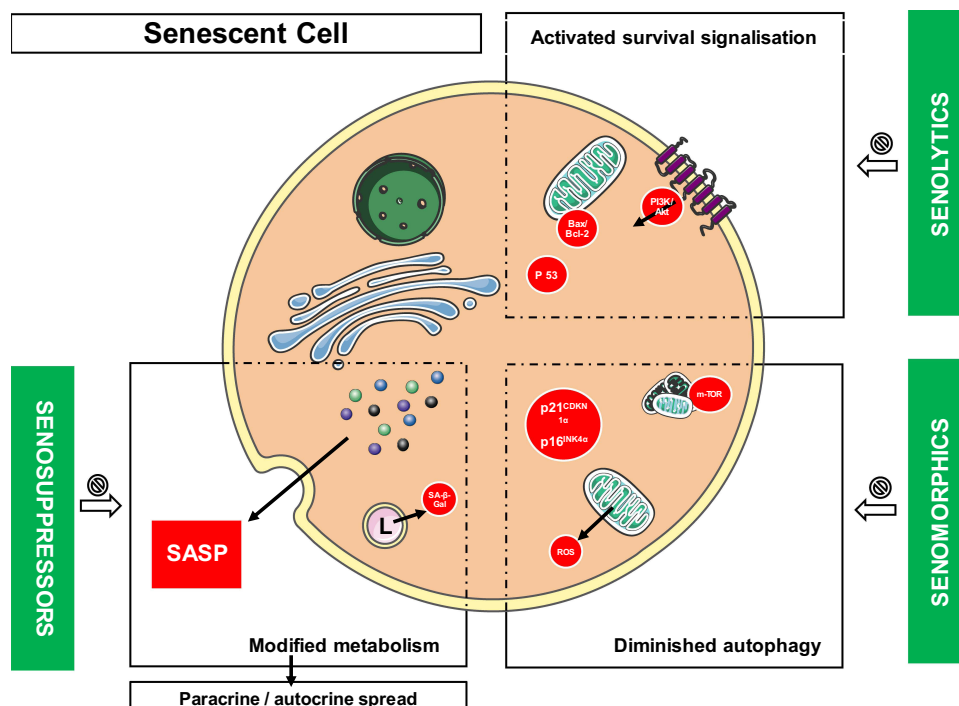 Senescent Cell
Activated survival signalisation
SENOLYTICS
PI3K/
Akt
Bax/
Bcl-2
P 53
SENOSUPPRESSORS
SASP
L
SA-β-
Gal
Modified metabolism
Paracrine / autocrine spread
p21CDKN
1α
p16INK4α
m-TOR
ROS
Diminished autophagy
SENOMORPHICS